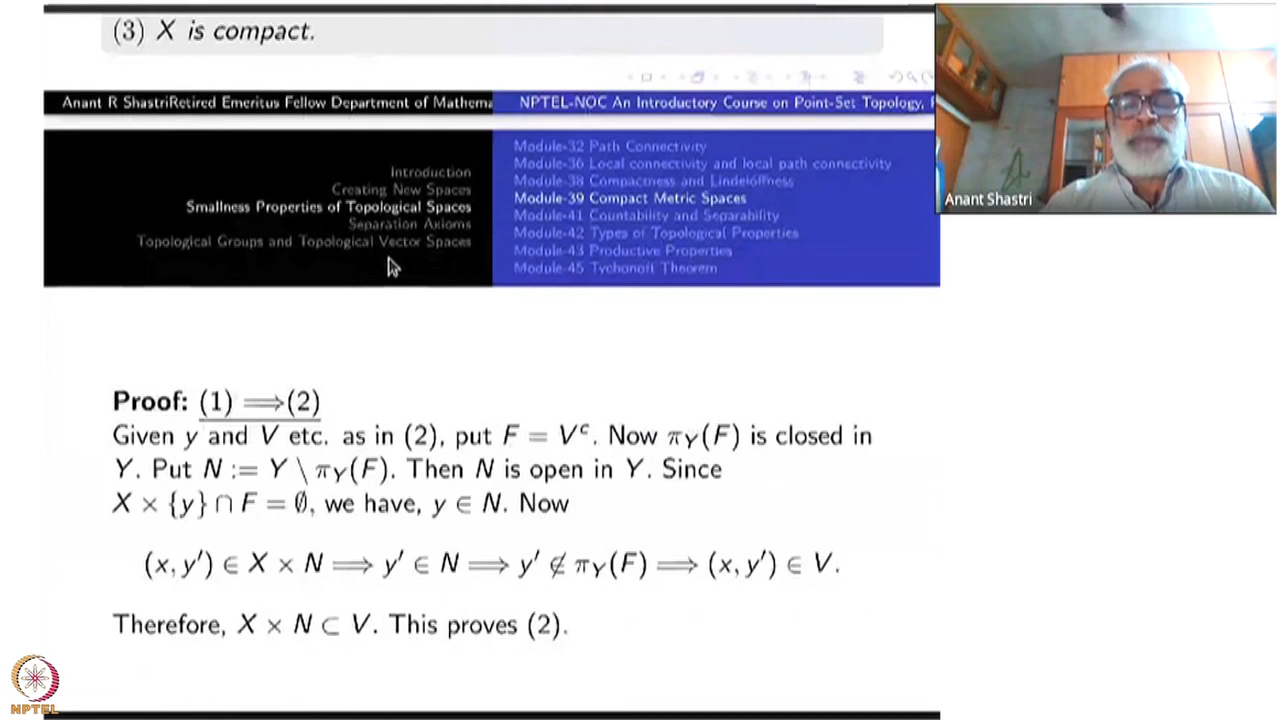 (3) X is compact.
Anant R ShastriRetired Emeritus Fellow Department of Mathema
NPTEL-NOC An Introductory Course on Point-Set Topology,
Introduction
Creating New Spaces
Smallness Properties of Topological Spaces
Separation Axioms
Topological Groups and Topological Vector Spaces
Module-32 Path Connectivity
Module-36 Local connectivity and local path connectivity
Module-38 Compactness and Lindelöfness
Module-39 Compact Metric Spaces
Module-41 Countability and Separability
Module-42 Types of Topological Properties
Module-43 Productive Properties
Module-45 Tychonoff Theorem
Anant Shastri
Proof: (1) ⟹(2)
Given y and V etc. as in (2), put F = Vᶜ. Now π_Y(F) is closed in
Y. Put N := Y \ π_Y(F). Then N is open in Y. Since
X × {y} ∩ F = ∅, we have, y ∈ N. Now
(x, y′) ∈ X × N ⟹ y′ ∈ N ⟹ y′ ∉ π_Y(F) ⟹ (x, y′) ∈ V.
Therefore, X × N ⊂ V. This proves (2).
NPTEL